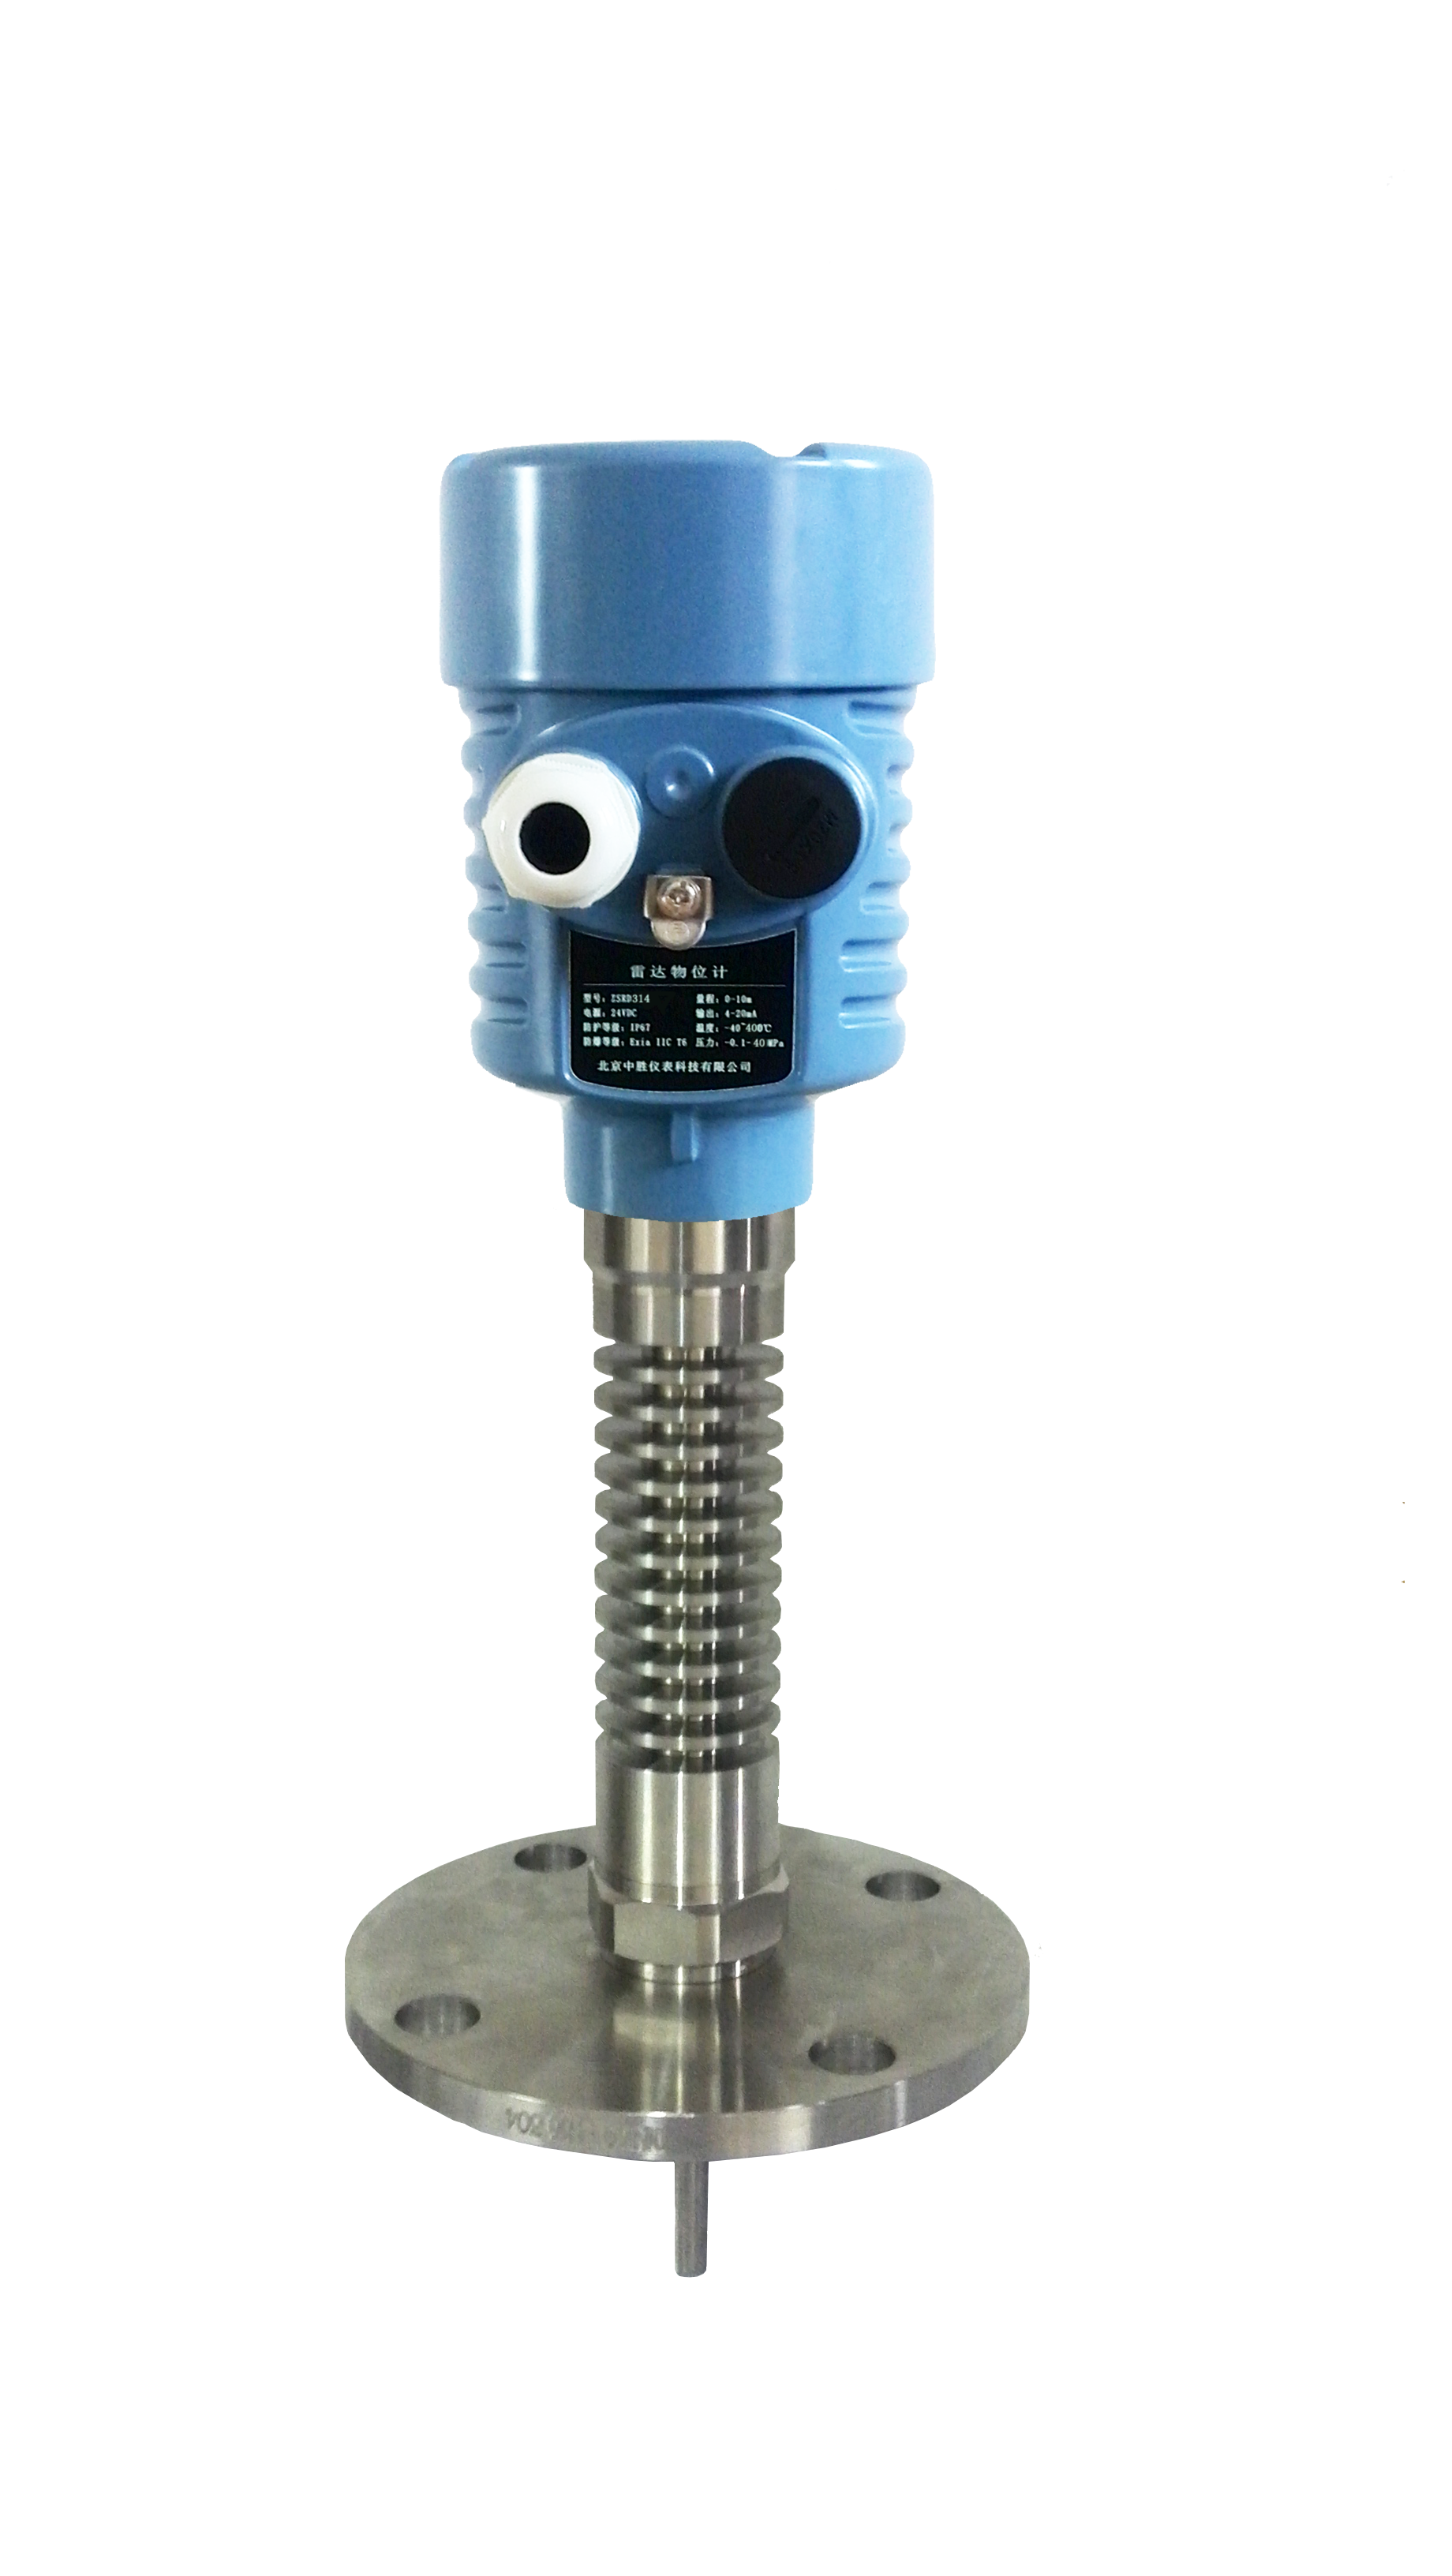 雷达物位计
型号: ZSRD314 量程: 0-10m
电源: 24VDC 输出: 4-20mA
防护等级: IP67 温度: -40~400℃
防爆等级: Exia IIC T6 压力: -0.1-40MPa
北京中胜仪表科技有限公司
304